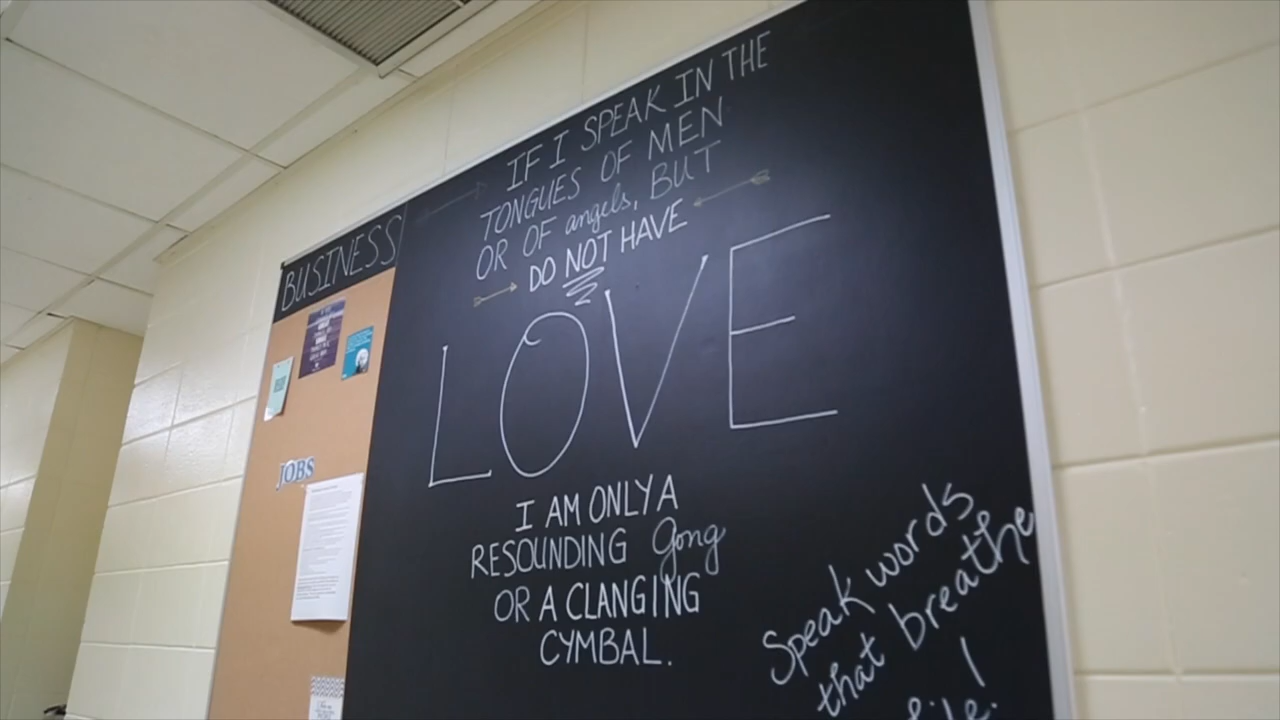 BUSINESS
JOBS
IF I SPEAK IN THE
TONGUES OF MEN
OR OF angels, BUT
DO NOT HAVE
LOVE
I AM ONLY A
RESOUNDING Gong
OR A CLANGING
CYMBAL.
Speak words
that breathe